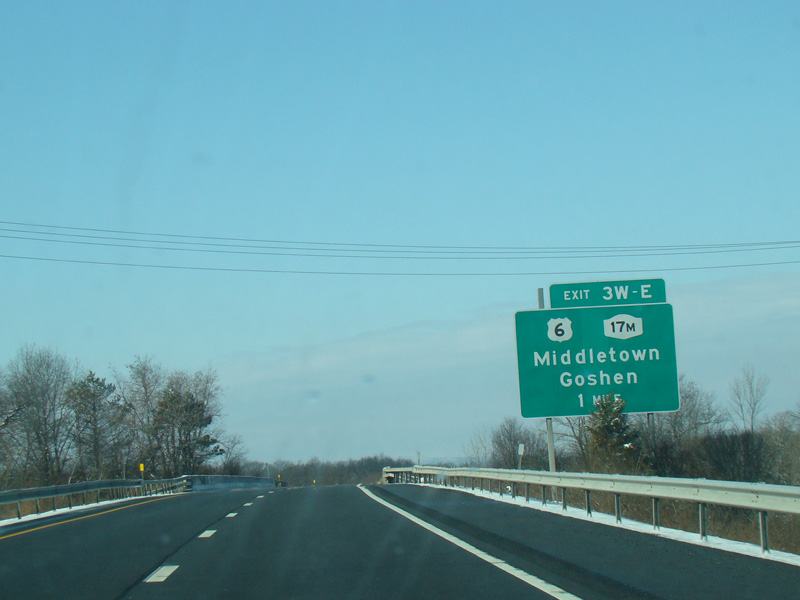 EXIT 3W-E
6 17M
Middletown
Goshen
1 MILE